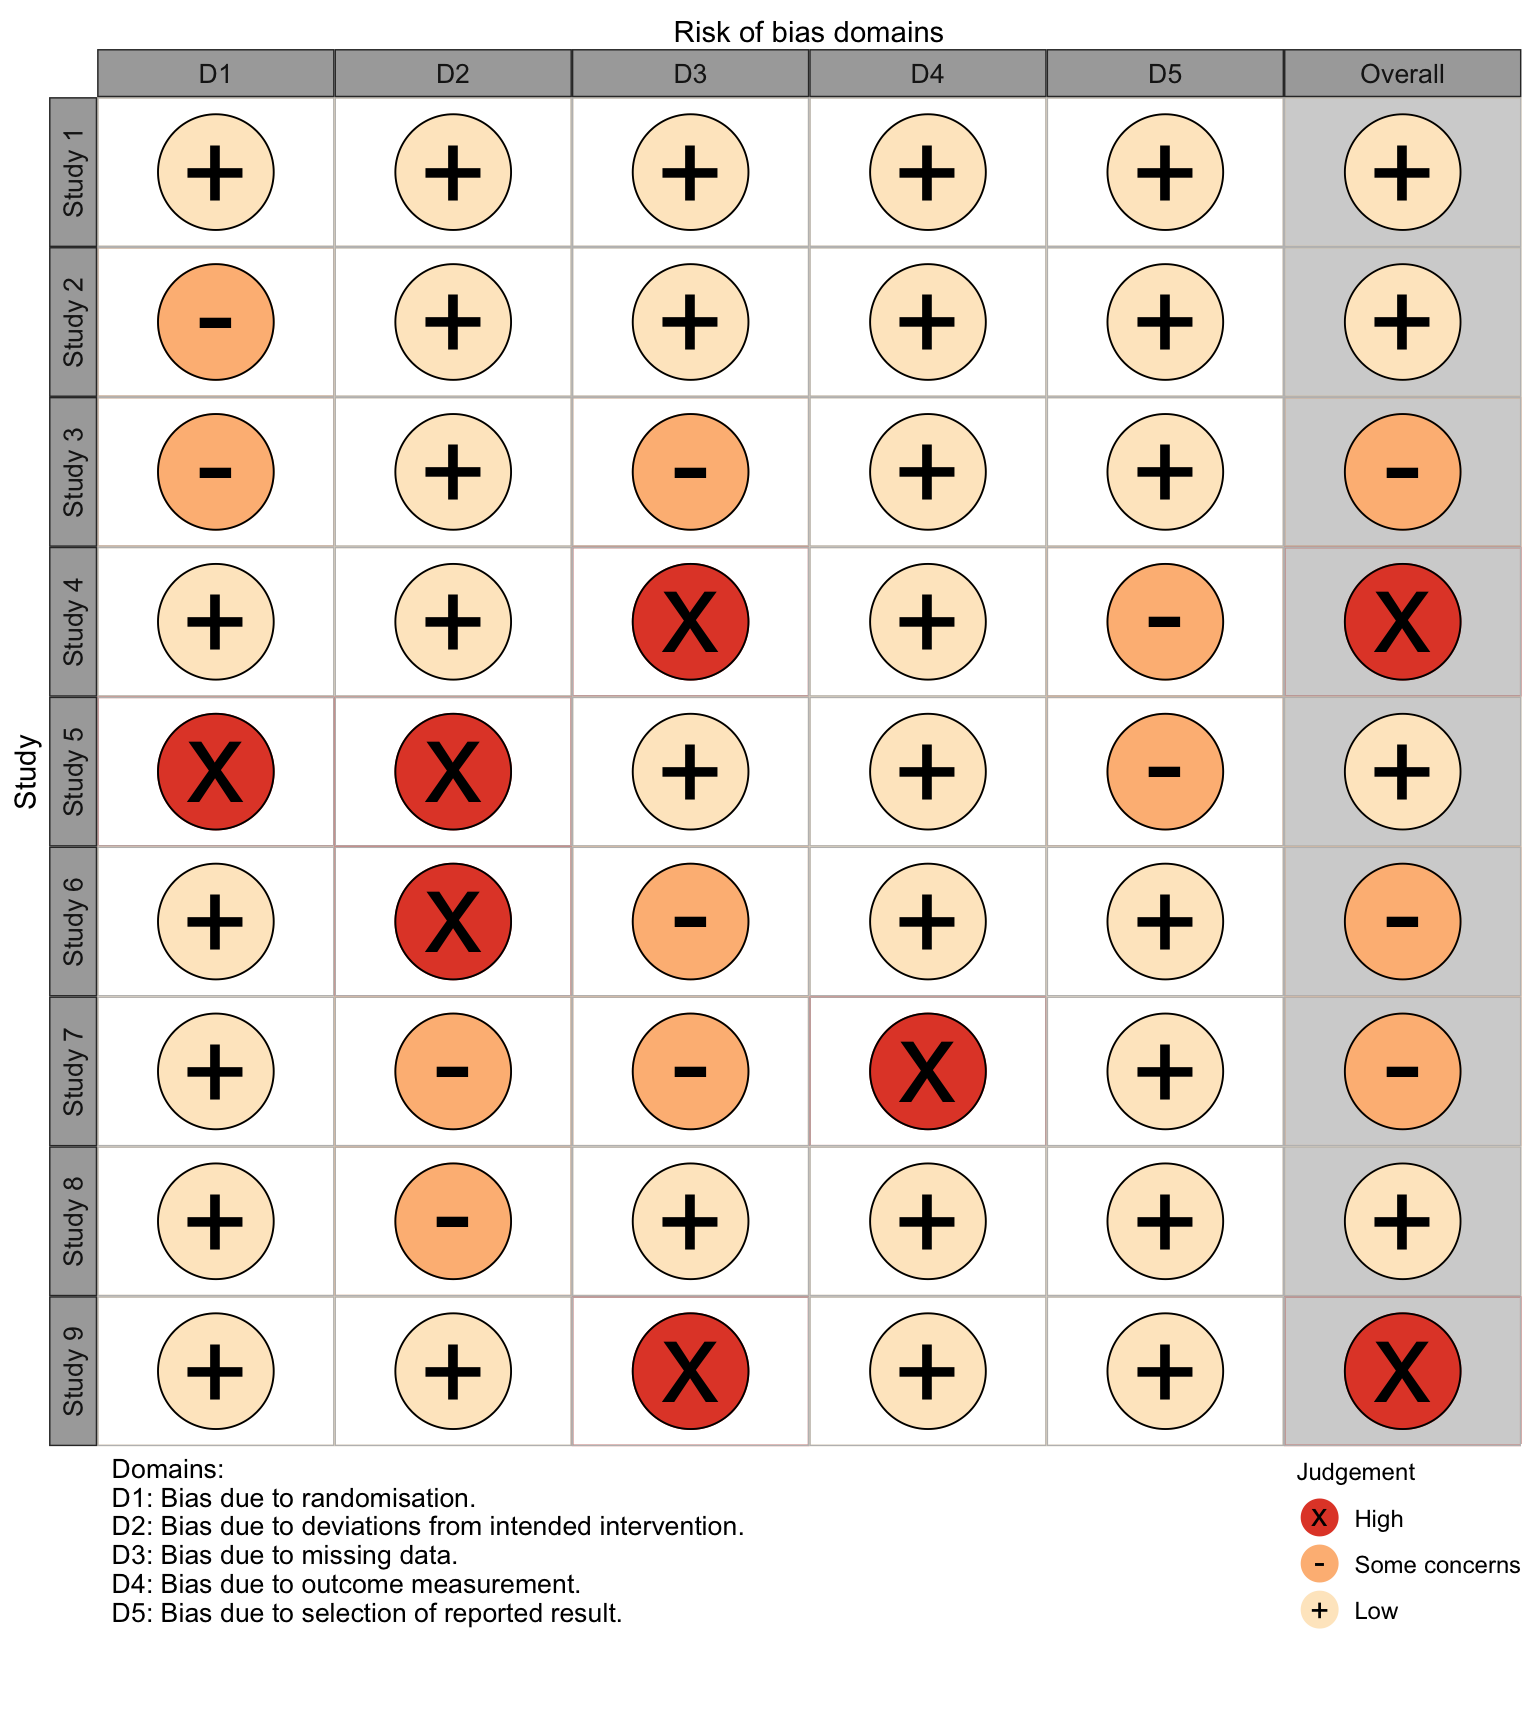 Risk of bias domains
D1 D2 D3 D4 D5 Overall
Study
Study 1 + + + + + +
Study 2 - + + + + +
Study 3 - + - + + -
Study 4 + + X + - X
Study 5 X X + + - +
Study 6 + X - + + -
Study 7 + - - X + -
Study 8 + - + + + +
Study 9 + + X + + X
Domains:
D1: Bias due to randomisation.
D2: Bias due to deviations from intended intervention.
D3: Bias due to missing data.
D4: Bias due to outcome measurement.
D5: Bias due to selection of reported result.
Judgement
X High
- Some concerns
+ Low